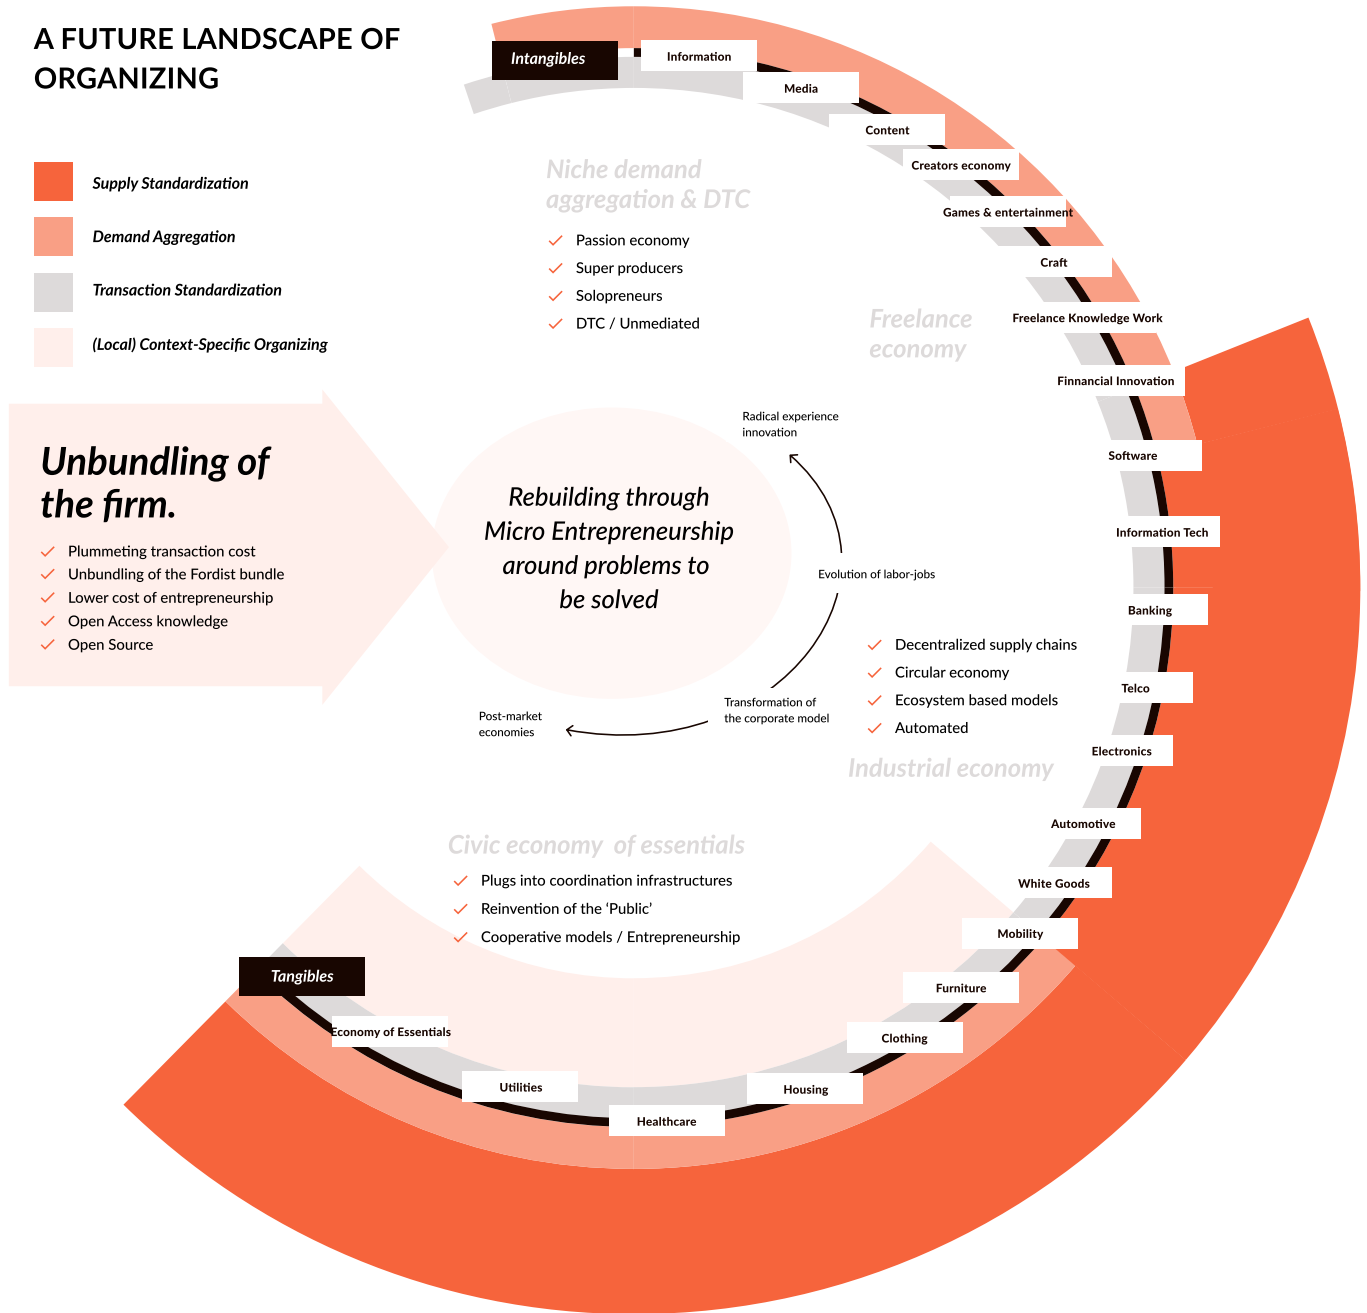 A FUTURE LANDSCAPE OF
ORGANIZING
Supply Standardization
Demand Aggregation
Transaction Standardization
(Local) Context-Specific Organizing
Unbundling of
the firm.
Plummeting transaction cost
Unbundling of the Fordist bundle
Lower cost of entrepreneurship
Open Access knowledge
Open Source
Intangibles
Information
Media
Content
Creators economy
Games & entertainment
Craft
Freelance Knowledge Work
Finnancial Innovation
Software
Information Tech
Banking
Telco
Electronics
Automotive
White Goods
Mobility
Furniture
Clothing
Housing
Healthcare
Utilities
Economy of Essentials
Tangibles
Niche demand
aggregation & DTC
Passion economy
Super producers
Solopreneurs
DTC / Unmediated
Freelance
economy
Rebuilding through
Micro Entrepreneurship
around problems to
be solved
Radical experience
innovation
Evolution of labor-jobs
Transformation of
the corporate model
Post-market
economies
Decentralized supply chains
Circular economy
Ecosystem based models
Automated
Industrial economy
Civic economy of essentials
Plugs into coordination infrastructures
Reinvention of the ‘Public’
Cooperative models / Entrepreneurship